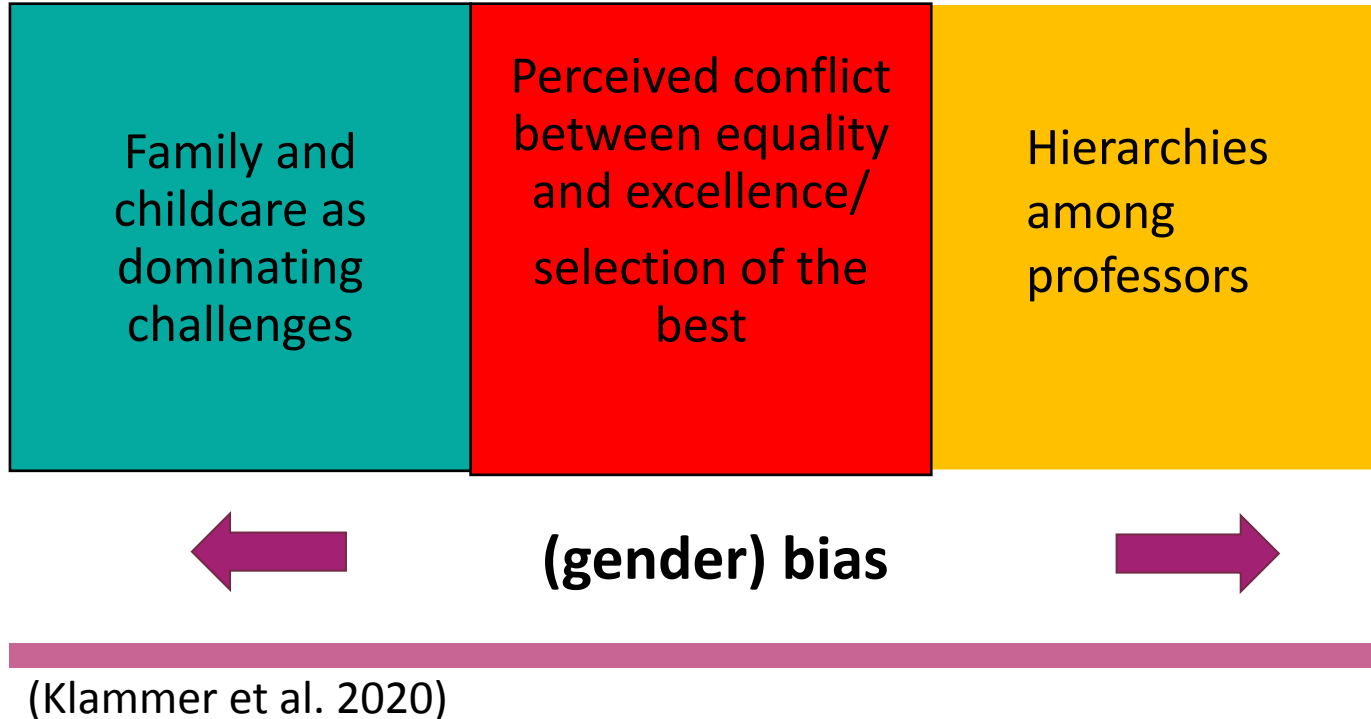 Family and
childcare as
dominating
challenges
Perceived conflict
between equality
and excellence/
selection of the
best
Hierarchies
among
professors
(gender) bias
(Klammer et al. 2020)